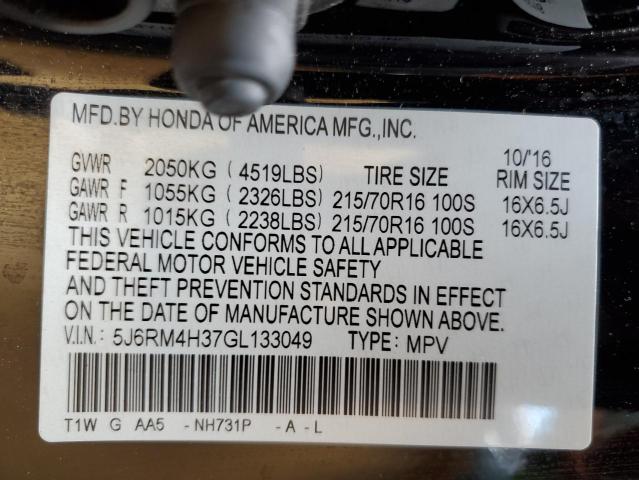 MFD.BY HONDA OF AMERICA MFG.,INC.
10/'16
GVWR 2050KG ( 4519LBS) TIRE SIZE RIM SIZE
GAWR F 1055KG ( 2326LBS) 215/70R16 100S 16X6.5J
GAWR R 1015KG ( 2238LBS) 215/70R16 100S 16X6.5J
THIS VEHICLE CONFORMS TO ALL APPLICABLE
FEDERAL MOTOR VEHICLE SAFETY
AND THEFT PREVENTION STANDARDS IN EFFECT
ON THE DATE OF MANUFACTURE SHOWN ABOVE.
V.I.N.: 5J6RM4H37GL133049 TYPE: MPV
T1W G AA5 - NH731P - A - L